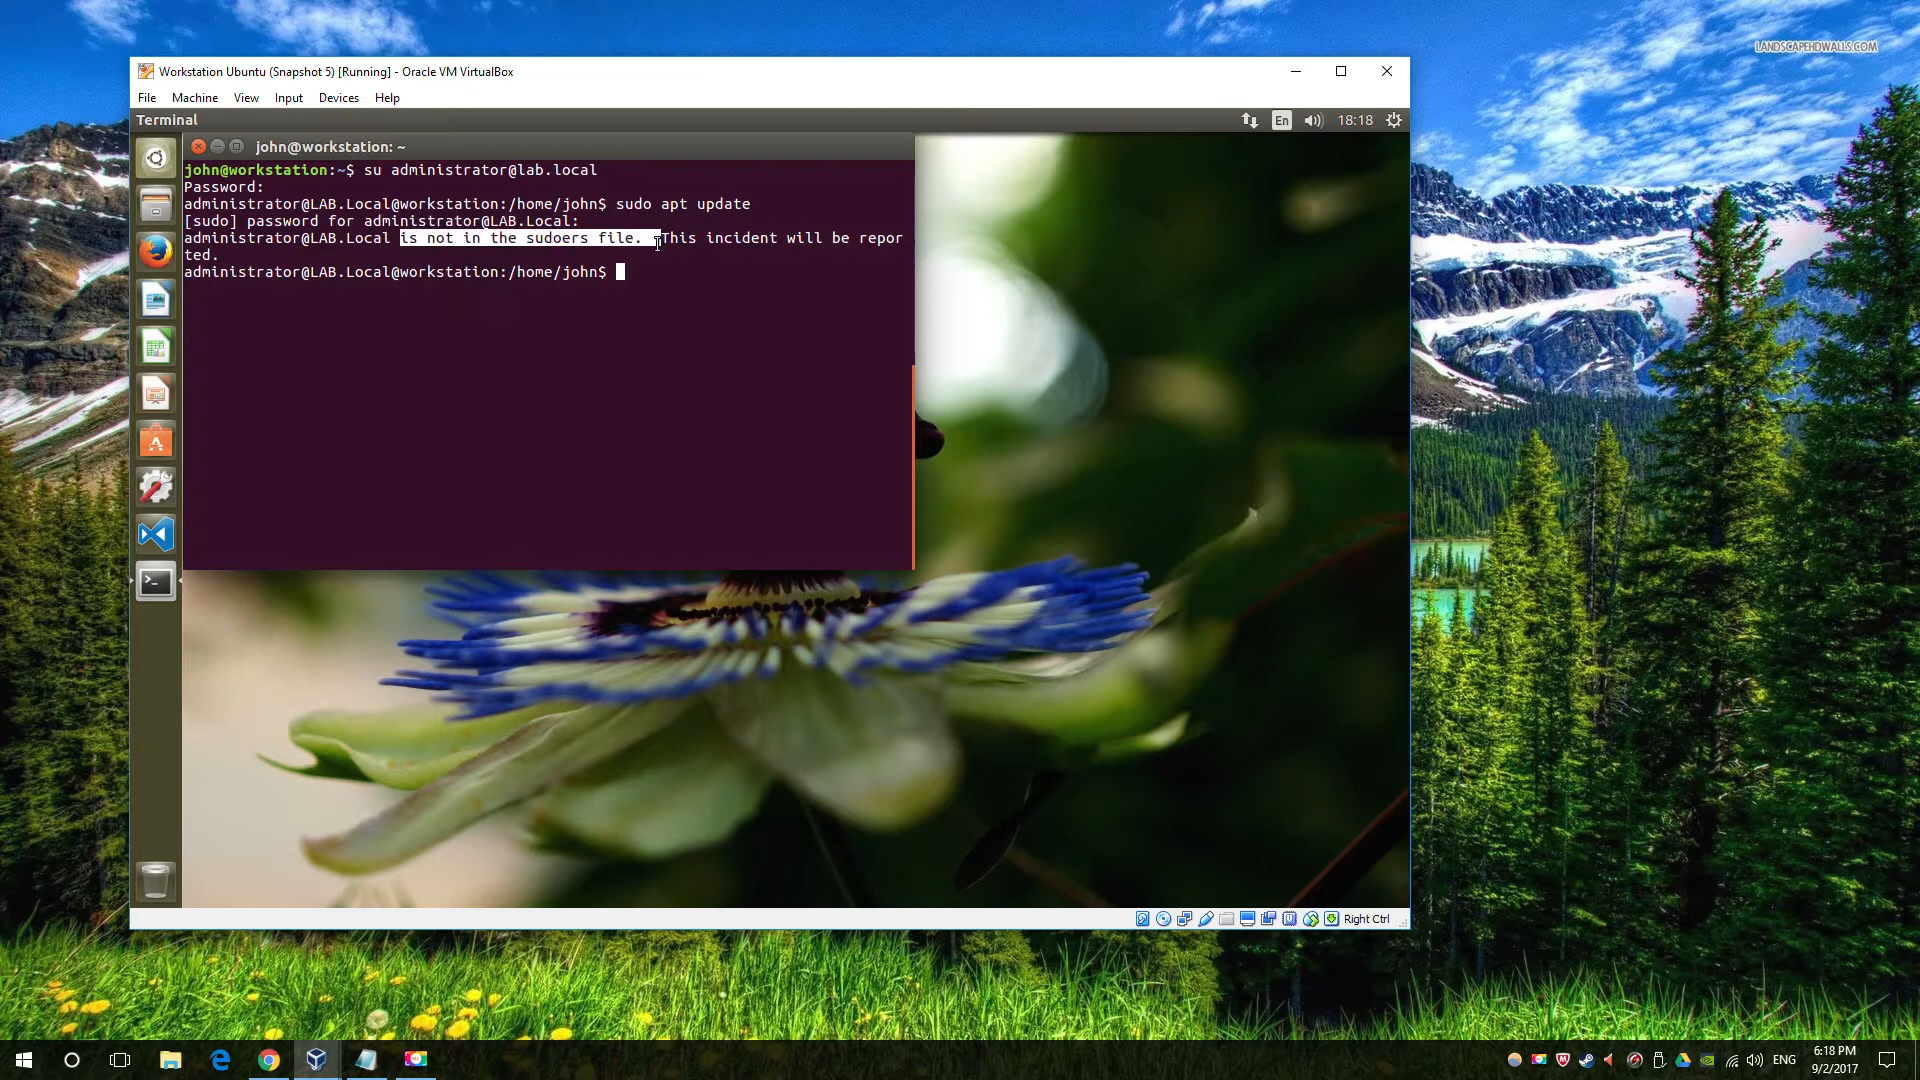 LANDSCAPEHDWALLS.COM
Workstation Ubuntu (Snapshot 5) [Running] - Oracle VM VirtualBox
File Machine View Input Devices Help
Terminal
En
18:18
john@workstation: ~
john@workstation:~$ su administrator@lab.local
Password:
administrator@LAB.Local@workstation:/home/john$ sudo apt update
[sudo] password for administrator@LAB.Local:
administrator@LAB.Local is not in the sudoers file.  This incident will be repor
ted.
administrator@LAB.Local@workstation:/home/john$
Right Ctrl
ENG
6:18 PM
9/2/2017